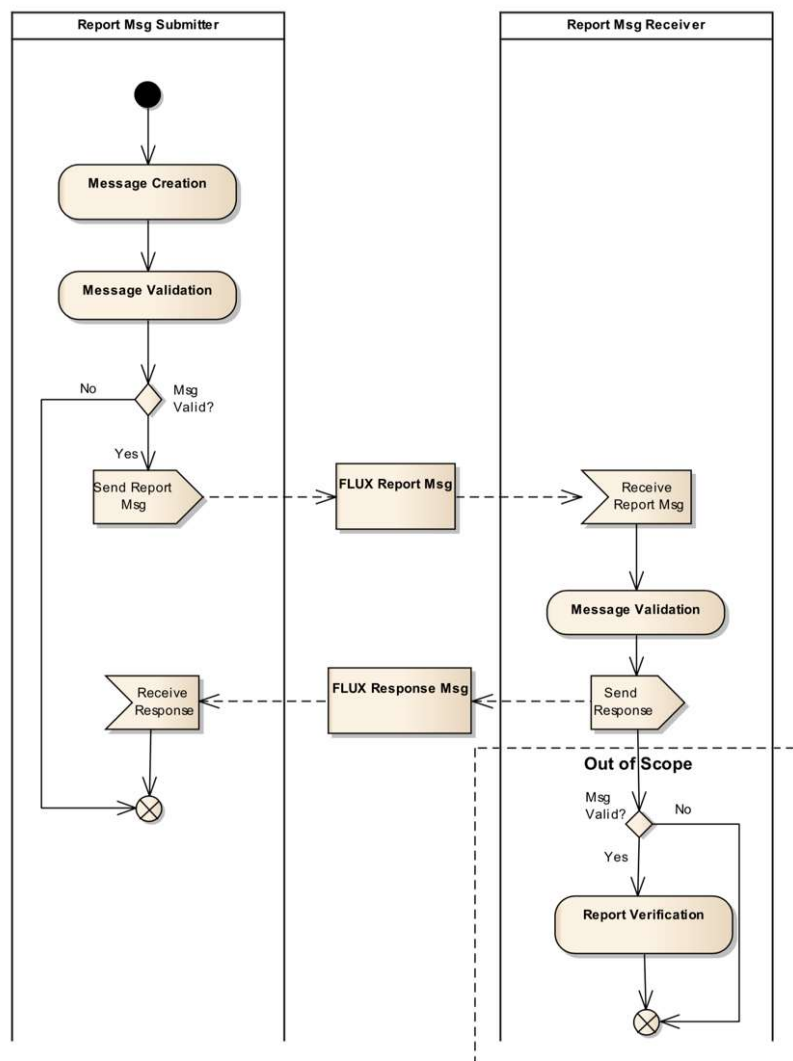 Report Msg Submitter
Report Msg Receiver
Message Creation
Message Validation
No
Msg
Valid?
Yes
Send Report
Msg
FLUX Report Msg
Receive
Report Msg
Message Validation
Receive
Response
FLUX Response Msg
Send
Response
Out of Scope
Msg
Valid?
No
Yes
Report Verification